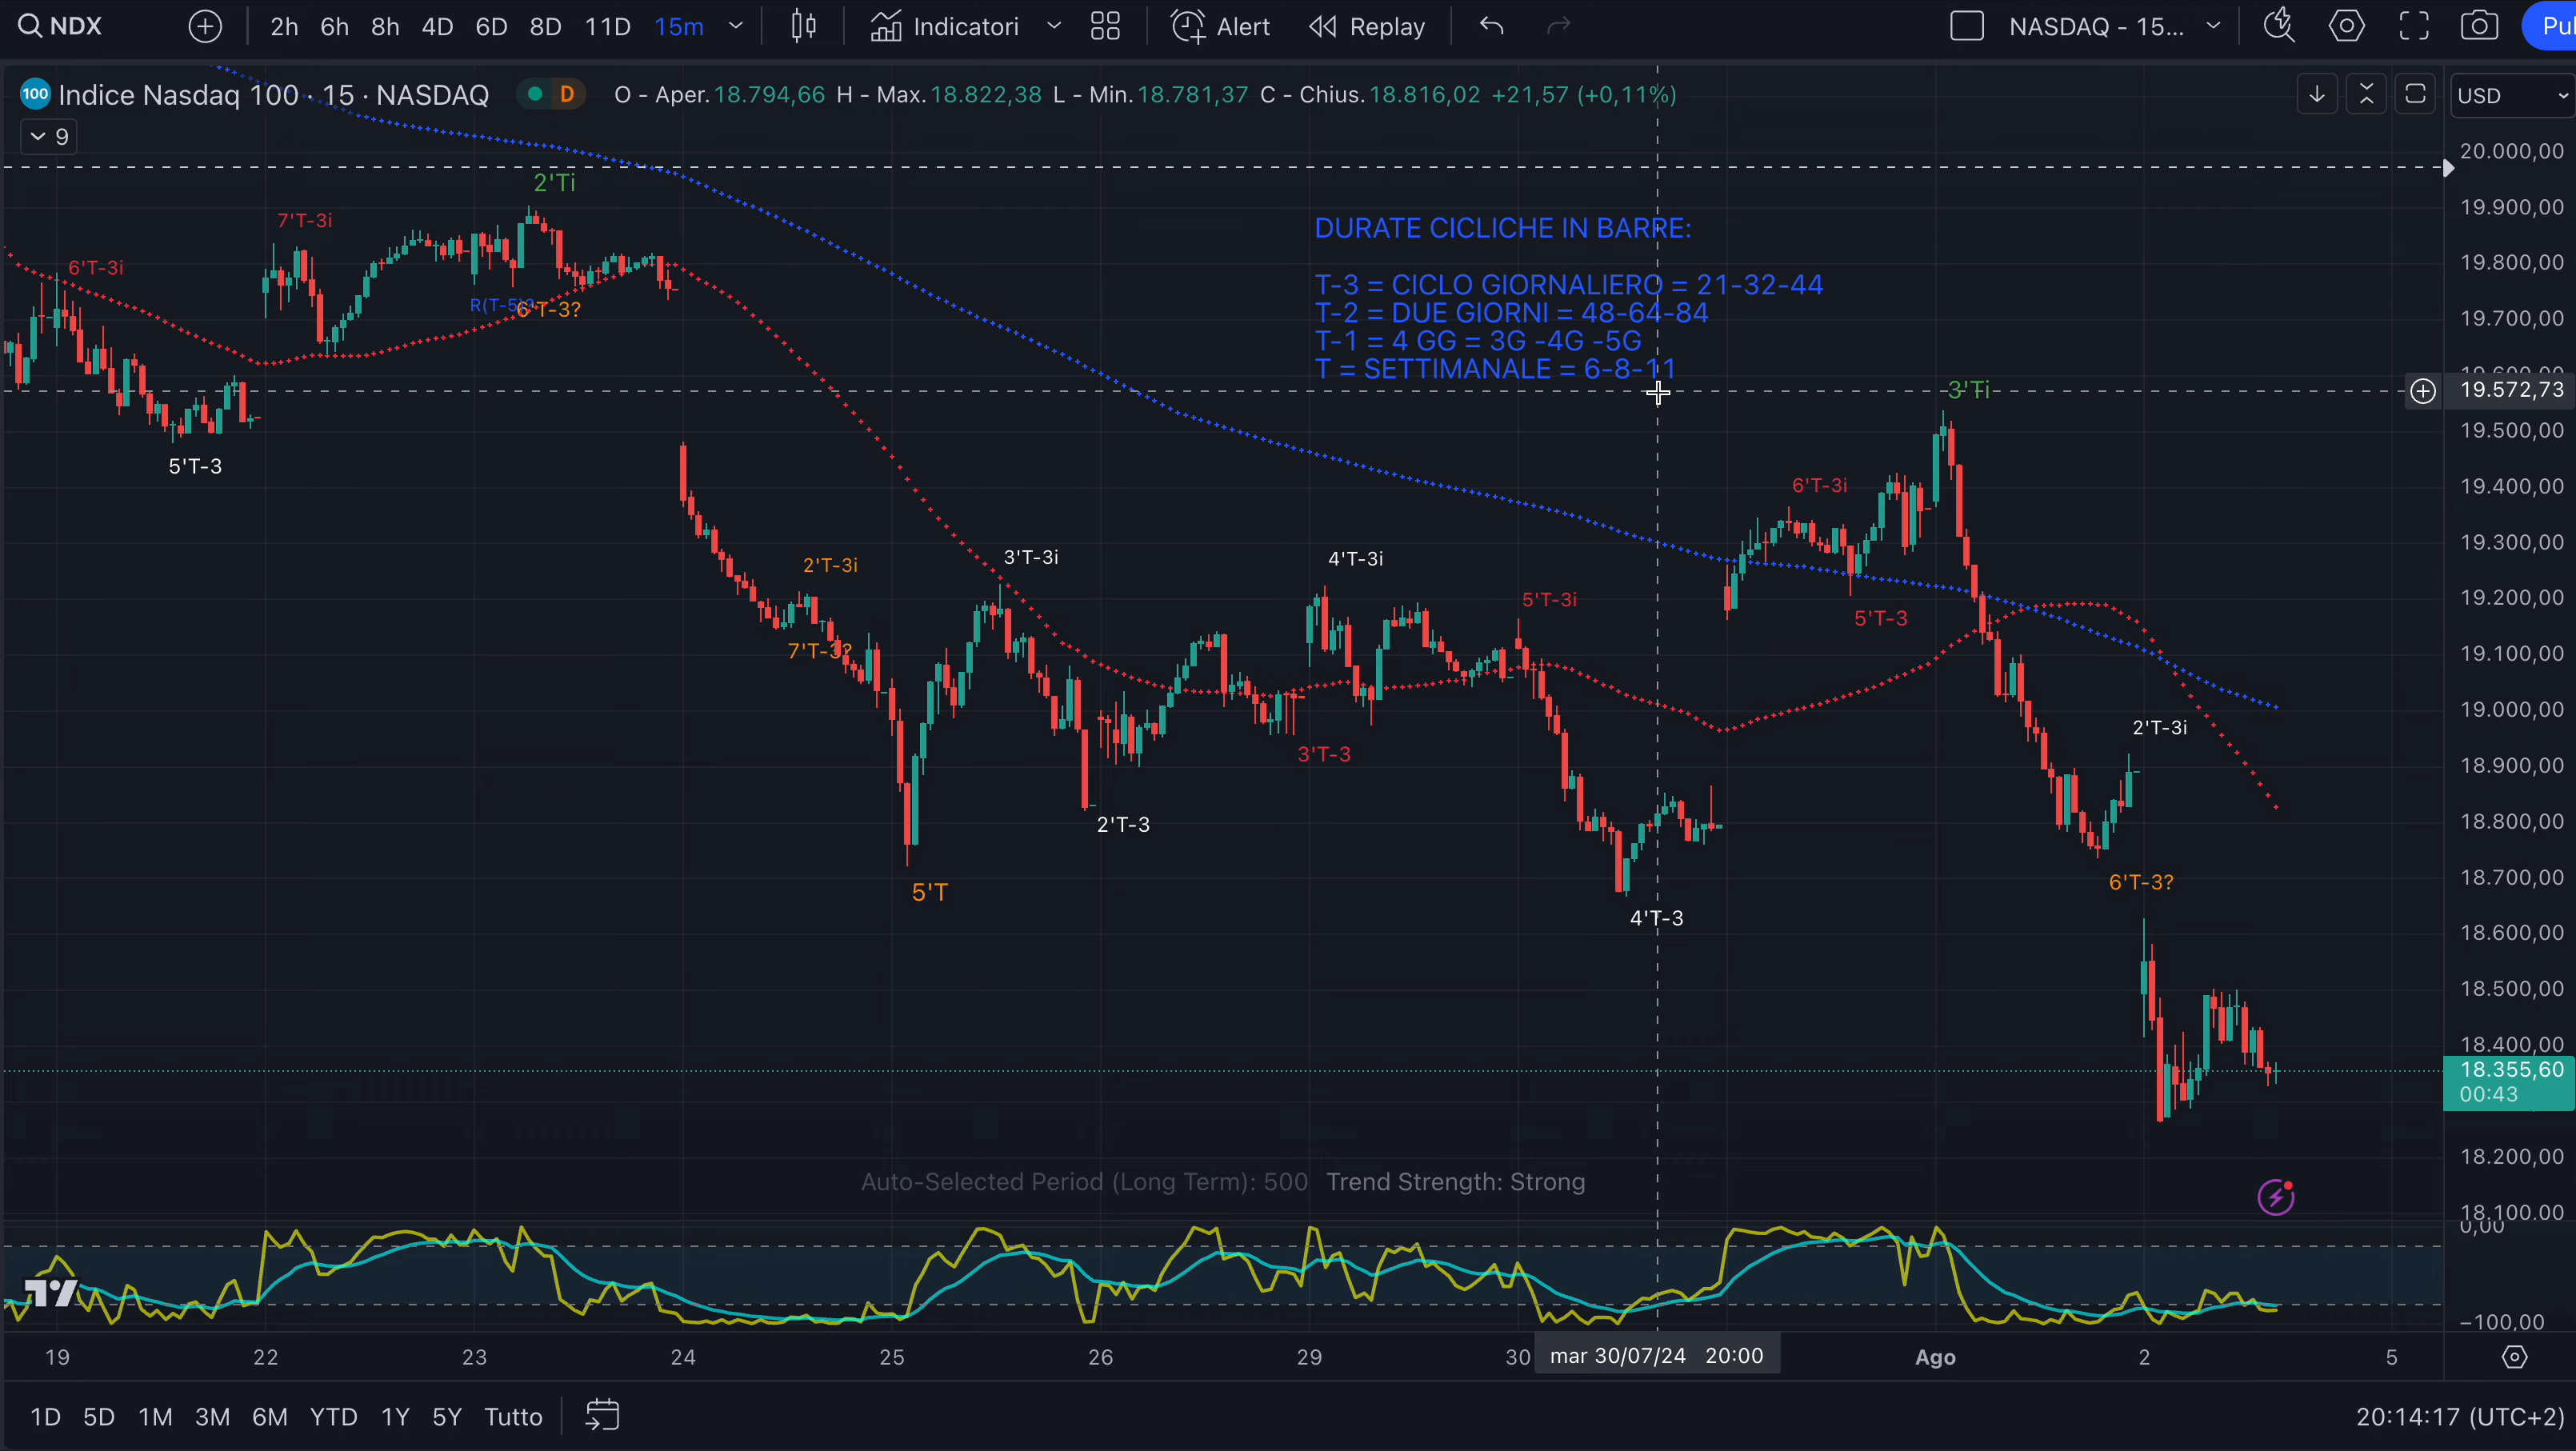 NDX
2h 6h 8h 4D 6D 8D 11D 15m
Indicatori
Alert
Replay
NASDAQ - 15...
Pul
100 Indice Nasdaq 100 · 15 · NASDAQ
D
O - Aper.18.794,66 H - Max.18.822,38 L - Min.18.781,37 C - Chius.18.816,02 +21,57 (+0,11%)
USD
9
20.000,00
2'Ti
19.900,00
7'T-3i
DURATE CICLICHE IN BARRE:
6'T-3i
19.800,00
T-3 = CICLO GIORNALIERO = 21-32-44
6'T-3?
T-2 = DUE GIORNI = 48-64-84
19.700,00
T-1 = 4 GG = 3G -4G -5G
T = SETTIMANALE = 6-8-11
3'Ti
19.572,73
19.500,00
5'T-3
6'T-3i
19.400,00
19.300,00
3'T-3i
4'T-3i
2'T-3i
5'T-3i
19.200,00
5'T-3
7'T-3?
19.100,00
19.000,00
2'T-3i
3'T-3
18.900,00
2'T-3
18.800,00
6'T-3?
18.700,00
5'T
4'T-3
18.600,00
18.500,00
18.400,00
18.355,60
00:43
18.200,00
Auto-Selected Period (Long Term): 500 Trend Strength: Strong
18.100,00
0,00
−100,00
19 22 23 24 25 26 29 30 mar 30/07/24 20:00 Ago 2 5
1D 5D 1M 3M 6M YTD 1Y 5Y Tutto
20:14:17 (UTC+2)